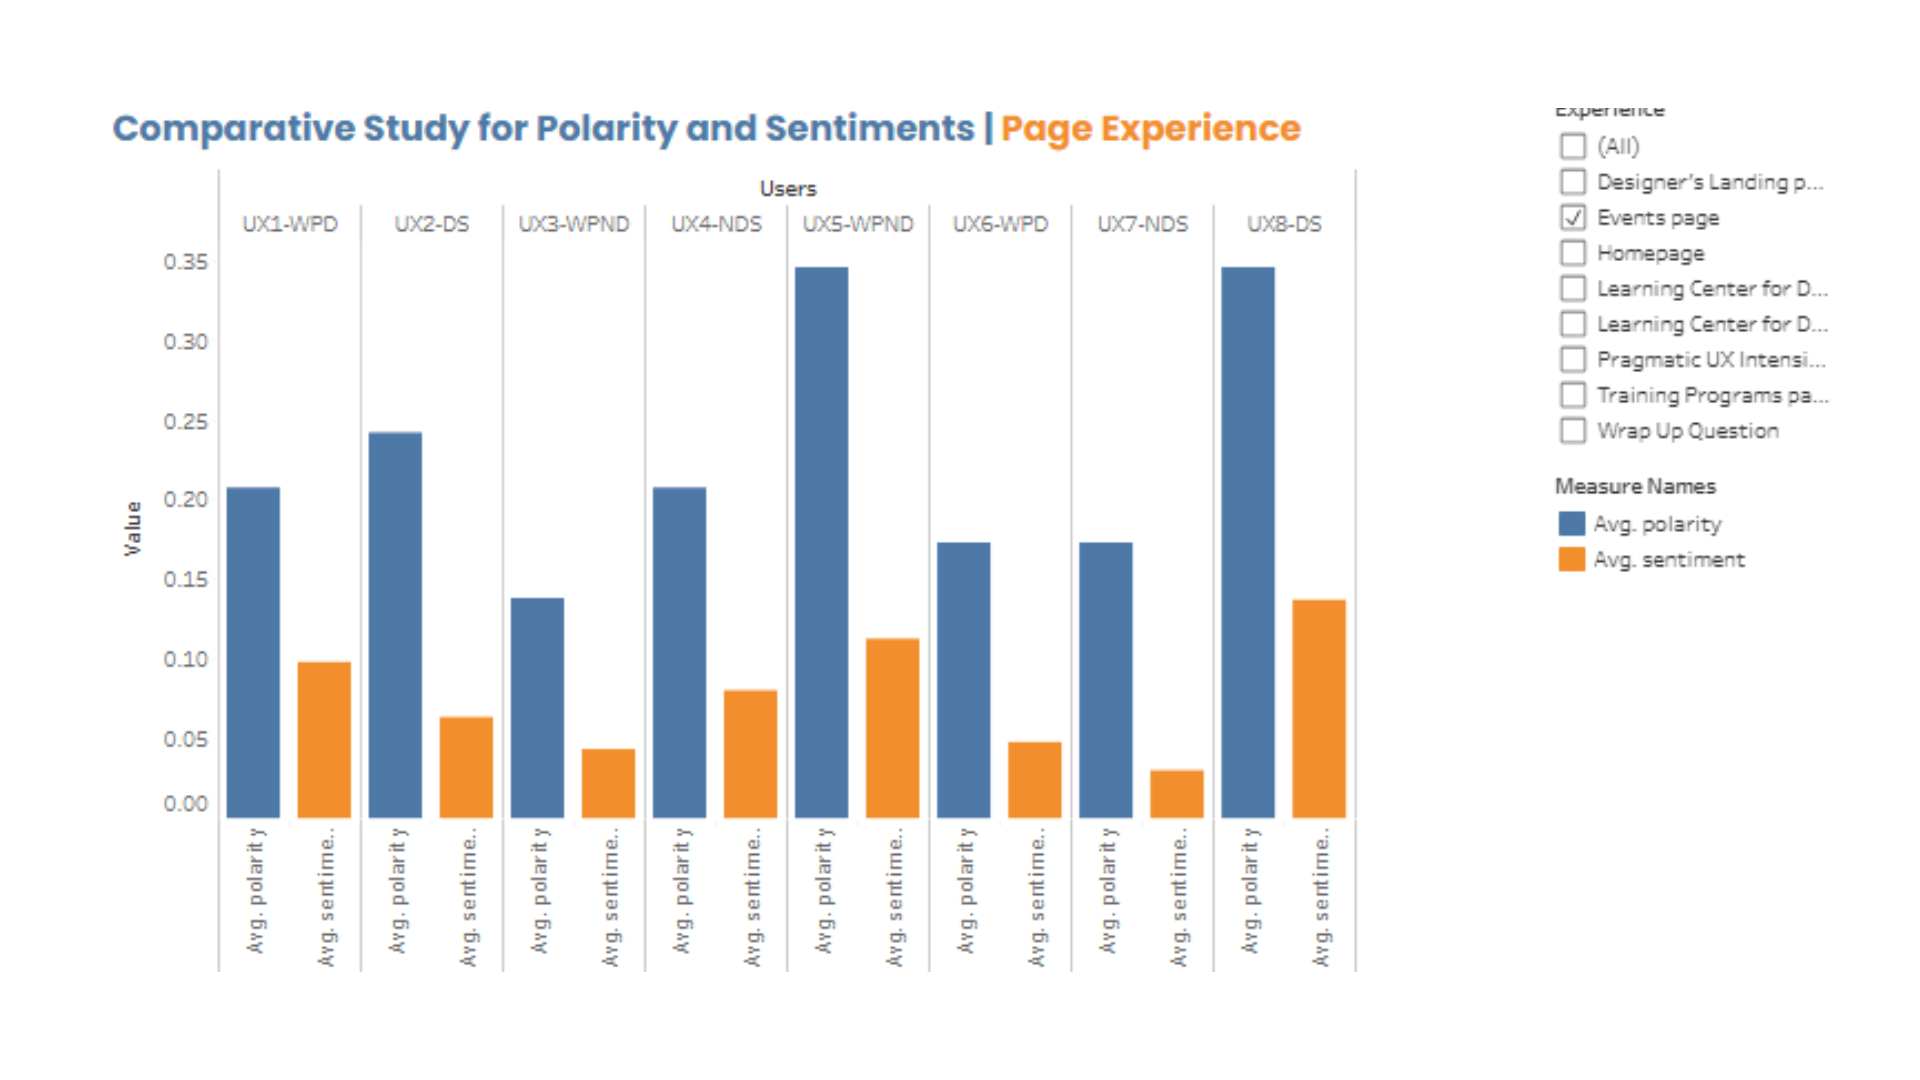 Comparative Study for Polarity and Sentiments | Page Experience
Users
UX1-WPD UX2-DS UX3-WPND UX4-NDS UX5-WPND UX6-WPD UX7-NDS UX8-DS
0.35
0.30
0.25
0.20
0.15
0.10
0.05
0.00
Value
Avg. polarity Avg. sentime.. Avg. polarity Avg. sentime.. Avg. polarity Avg. sentime.. Avg. polarity Avg. sentime.. Avg. polarity Avg. sentime.. Avg. polarity Avg. sentime.. Avg. polarity Avg. sentime.. Avg. polarity Avg. sentime..
Experience
(All)
Designer's Landing p...
Events page
Homepage
Learning Center for D...
Learning Center for D...
Pragmatic UX Intensi...
Training Programs pa...
Wrap Up Question
Measure Names
Avg. polarity
Avg. sentiment